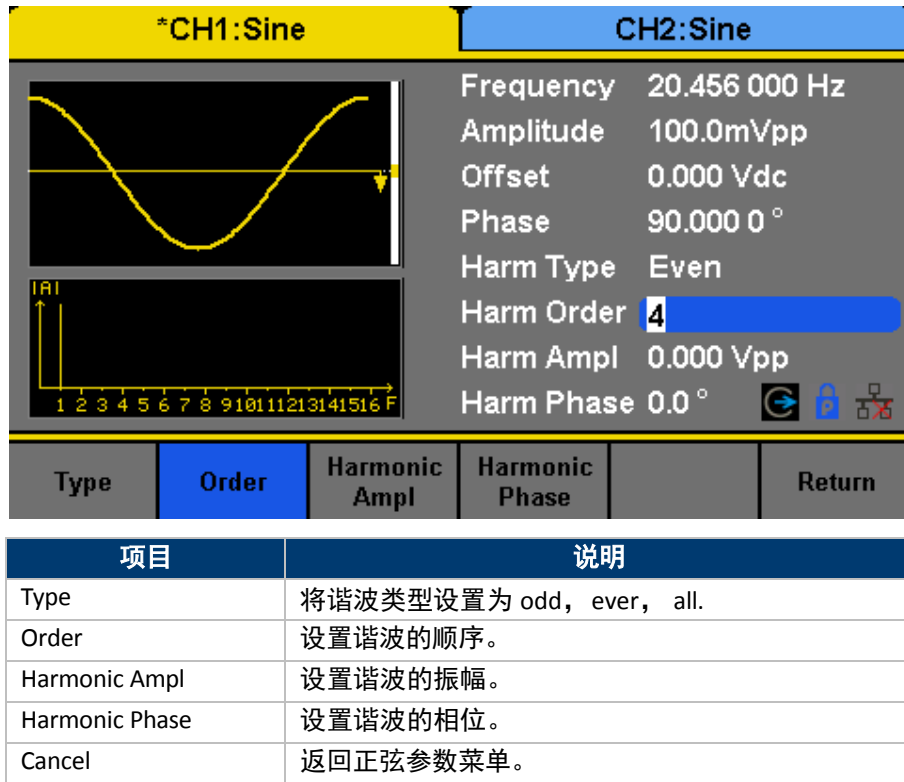 *CH1:Sine
CH2:Sine
Frequency 20.456 000 Hz
Amplitude 100.0mVpp
Offset 0.000 Vdc
Phase 90.000 0 °
Harm Type Even
Harm Order 4
Harm Ampl 0.000 Vpp
Harm Phase 0.0 °
|A|
1 2 3 4 5 6 7 8 9 10 11 12 13 14 15 16 F
P
Type
Order
Harmonic
Ampl
Harmonic
Phase
Return
项目 说明
Type 将谐波类型设置为 odd，ever， all.
Order 设置谐波的顺序。
Harmonic Ampl 设置谐波的振幅。
Harmonic Phase 设置谐波的相位。
Cancel 返回正弦参数菜单。